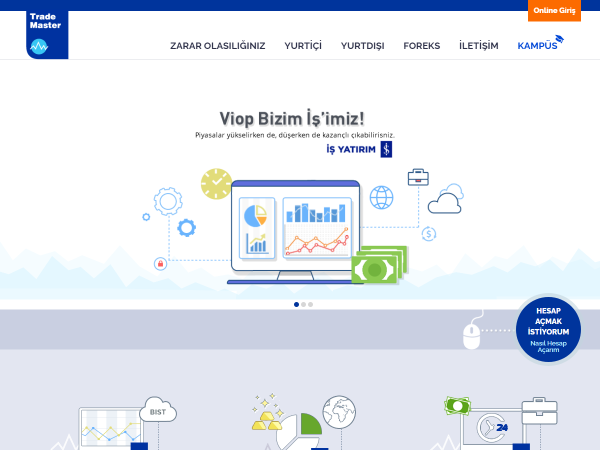 Online Giriş
Trade
Master
ZARAR OLASILIĞINIZ YURTİÇİ YURTDIŞI FOREKS İLETİŞİM KAMPÜS
Viop Bizim İş'imiz!
Piyasalar yükselirken de, düşerken de kazançlı çıkabilirisniz.
İŞ YATIRIM
HESAP
AÇMAK
İSTİYORUM
Nasıl Hesap
Açarım
BIST
24